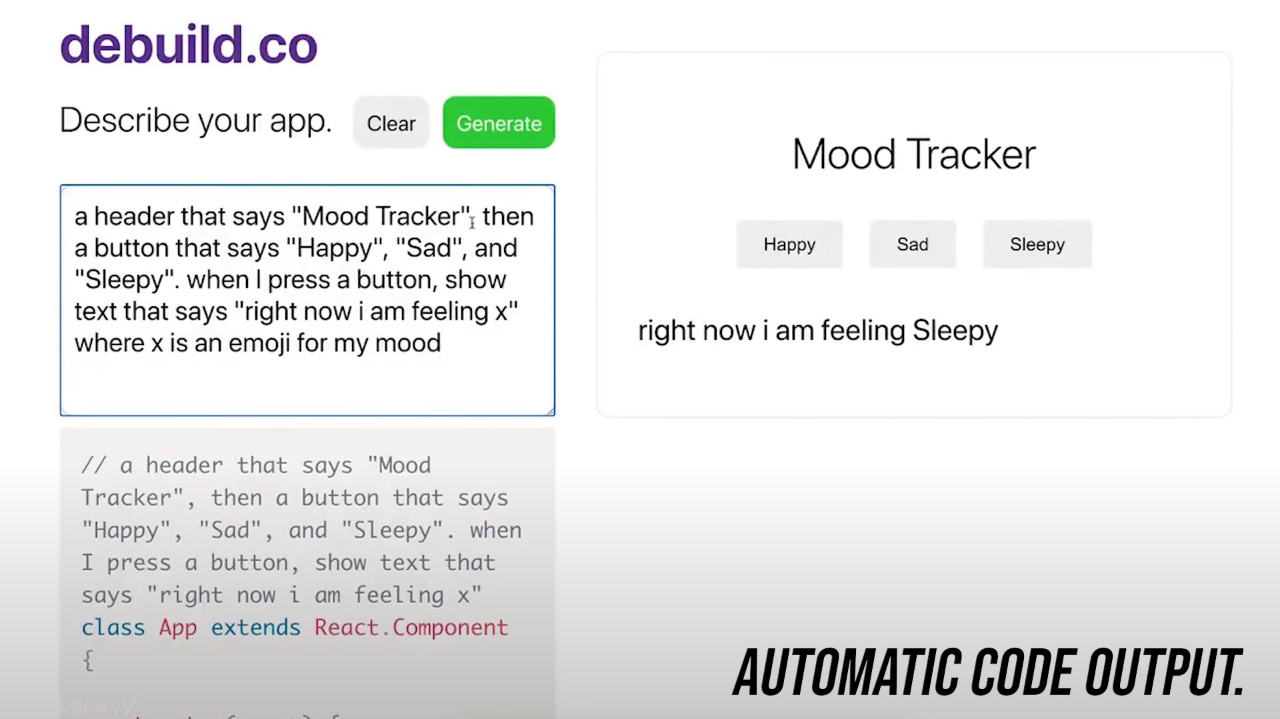 debuild.co
Describe your app.
Clear
Generate
a header that says "Mood Tracker", then
a button that says "Happy", "Sad", and
"Sleepy". when I press a button, show
text that says "right now i am feeling x"
where x is an emoji for my mood
// a header that says "Mood
Tracker", then a button that says
"Happy", "Sad", and "Sleepy". when
I press a button, show text that
says "right now i am feeling x"
class App extends React.Component
{
Mood Tracker
Happy
Sad
Sleepy
right now i am feeling Sleepy
AUTOMATIC CODE OUTPUT.